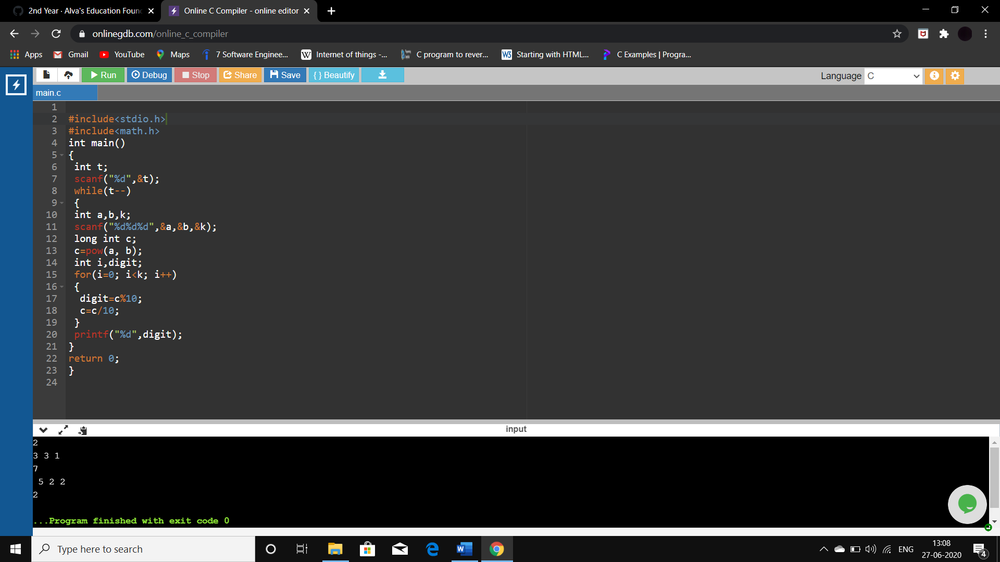 2nd Year · Alva's Education Foun
Online C Compiler - online editor
onlinegdb.com/online_c_compiler
Apps Gmail YouTube Maps 7 Software Enginee... Internet of things -... C program to rever... Starting with HTML... C Examples | Progra...
Run Debug Stop Share Save { } Beautify Language C
main.c
1
2 #include<stdio.h>
3 #include<math.h>
4 int main()
5 {
6 int t;
7 scanf("%d",&t);
8 while(t--)
9 {
10 int a,b,k;
11 scanf("%d%d%d",&a,&b,&k);
12 long int c;
13 c=pow(a, b);
14 int i,digit;
15 for(i=0; i<k; i++)
16 {
17 digit=c%10;
18 c=c/10;
19 }
20 printf("%d",digit);
21 }
22 return 0;
23 }
24
input
2
3 3 1
7
5 2 2
2
...Program finished with exit code 0
Type here to search
ENG
13:08
27-06-2020
4